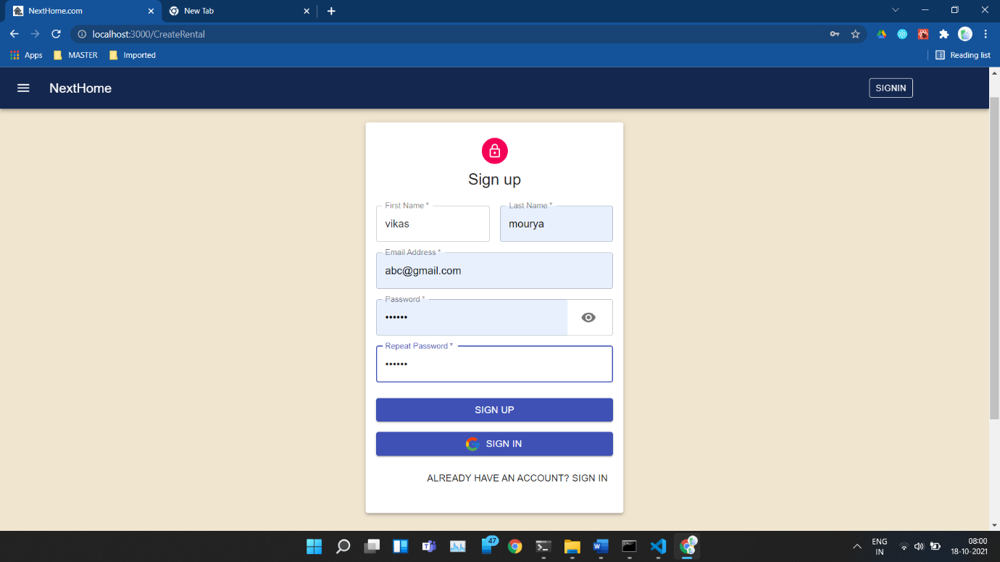 NextHome.com
New Tab
localhost:3000/CreateRental
Apps
MASTER
Imported
Reading list
NextHome
SIGNIN
Sign up
First Name *
Last Name *
vikas
mourya
Email Address *
abc@gmail.com
Password *
••••••
Repeat Password *
••••••
SIGN UP
SIGN IN
ALREADY HAVE AN ACCOUNT? SIGN IN
47
ENG
IN
08:00
18-10-2021